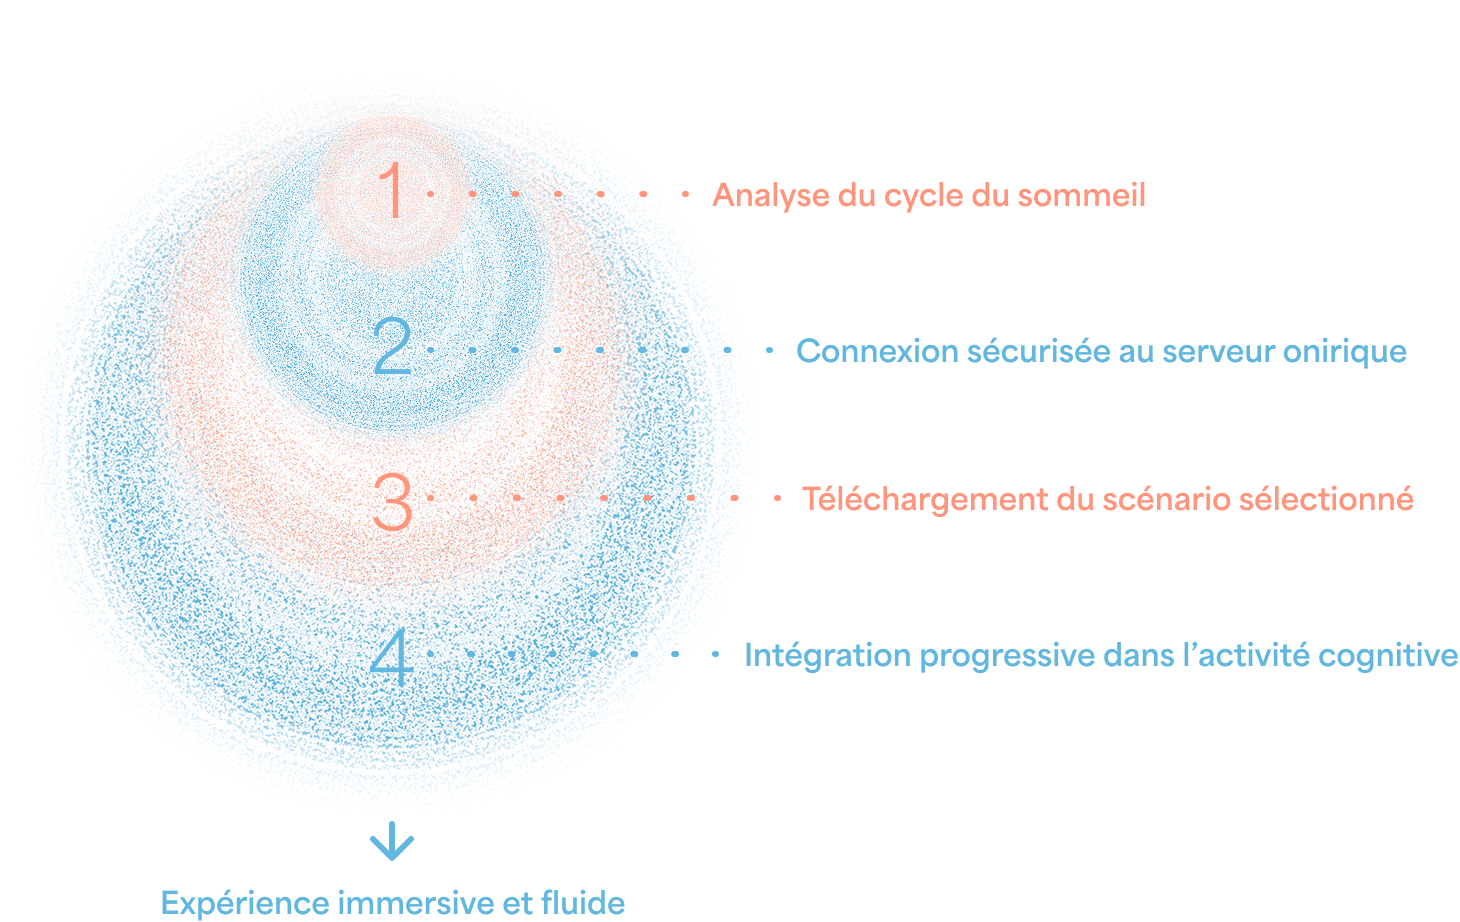 1 Analyse du cycle du sommeil
2 Connexion sécurisée au serveur onirique
3 Téléchargement du scénario sélectionné
4 Intégration progressive dans l’activité cognitive
Expérience immersive et fluide